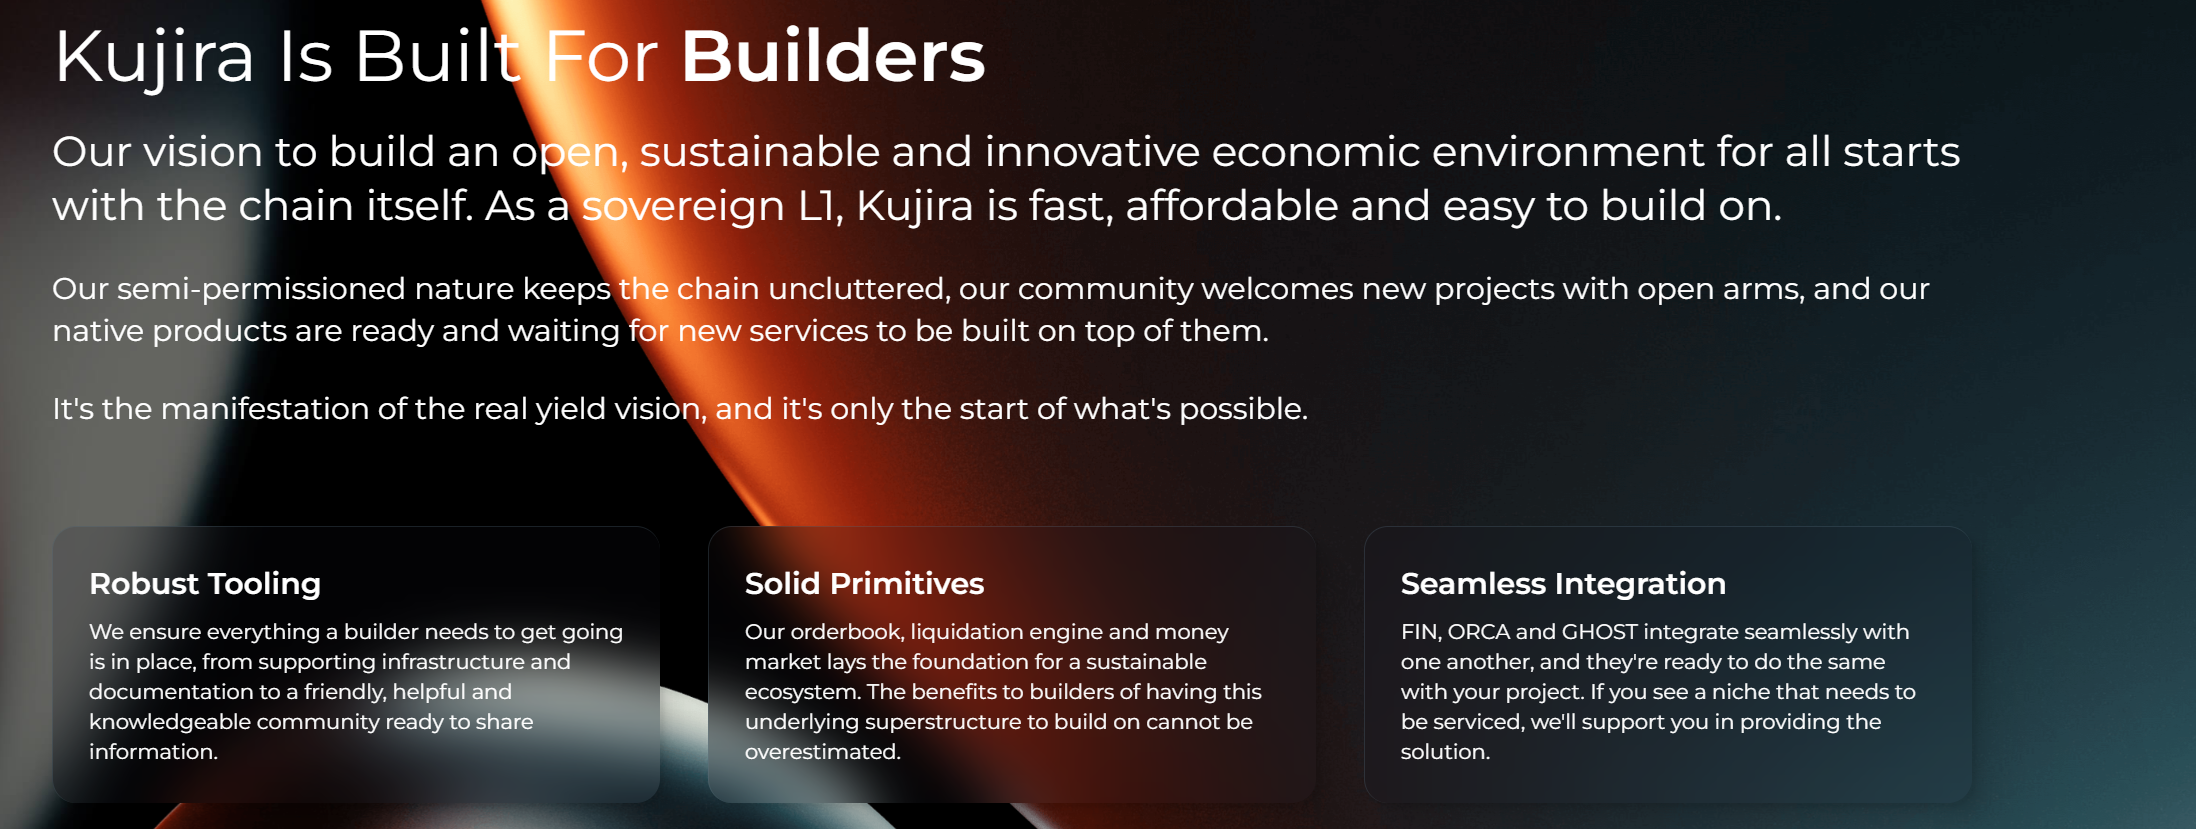 Kujira Is Built For Builders
Our vision to build an open, sustainable and innovative economic environment for all starts
with the chain itself. As a sovereign L1, Kujira is fast, affordable and easy to build on.
Our semi-permissioned nature keeps the chain uncluttered, our community welcomes new projects with open arms, and our
native products are ready and waiting for new services to be built on top of them.
It's the manifestation of the real yield vision, and it's only the start of what's possible.
Robust Tooling
We ensure everything a builder needs to get going
is in place, from supporting infrastructure and
documentation to a friendly, helpful and
knowledgeable community ready to share
information.
Solid Primitives
Our orderbook, liquidation engine and money
market lays the foundation for a sustainable
ecosystem. The benefits to builders of having this
underlying superstructure to build on cannot be
overestimated.
Seamless Integration
FIN, ORCA and GHOST integrate seamlessly with
one another, and they're ready to do the same
with your project. If you see a niche that needs to
be serviced, we'll support you in providing the
solution.